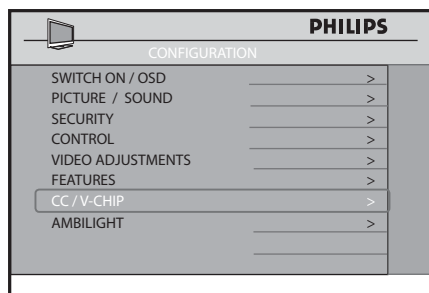 PHILIPS
CONFIGURATION
SWITCH ON / OSD >
PICTURE / SOUND >
SECURITY >
CONTROL >
VIDEO ADJUSTMENTS >
FEATURES >
CC / V-CHIP >
AMBILIGHT >